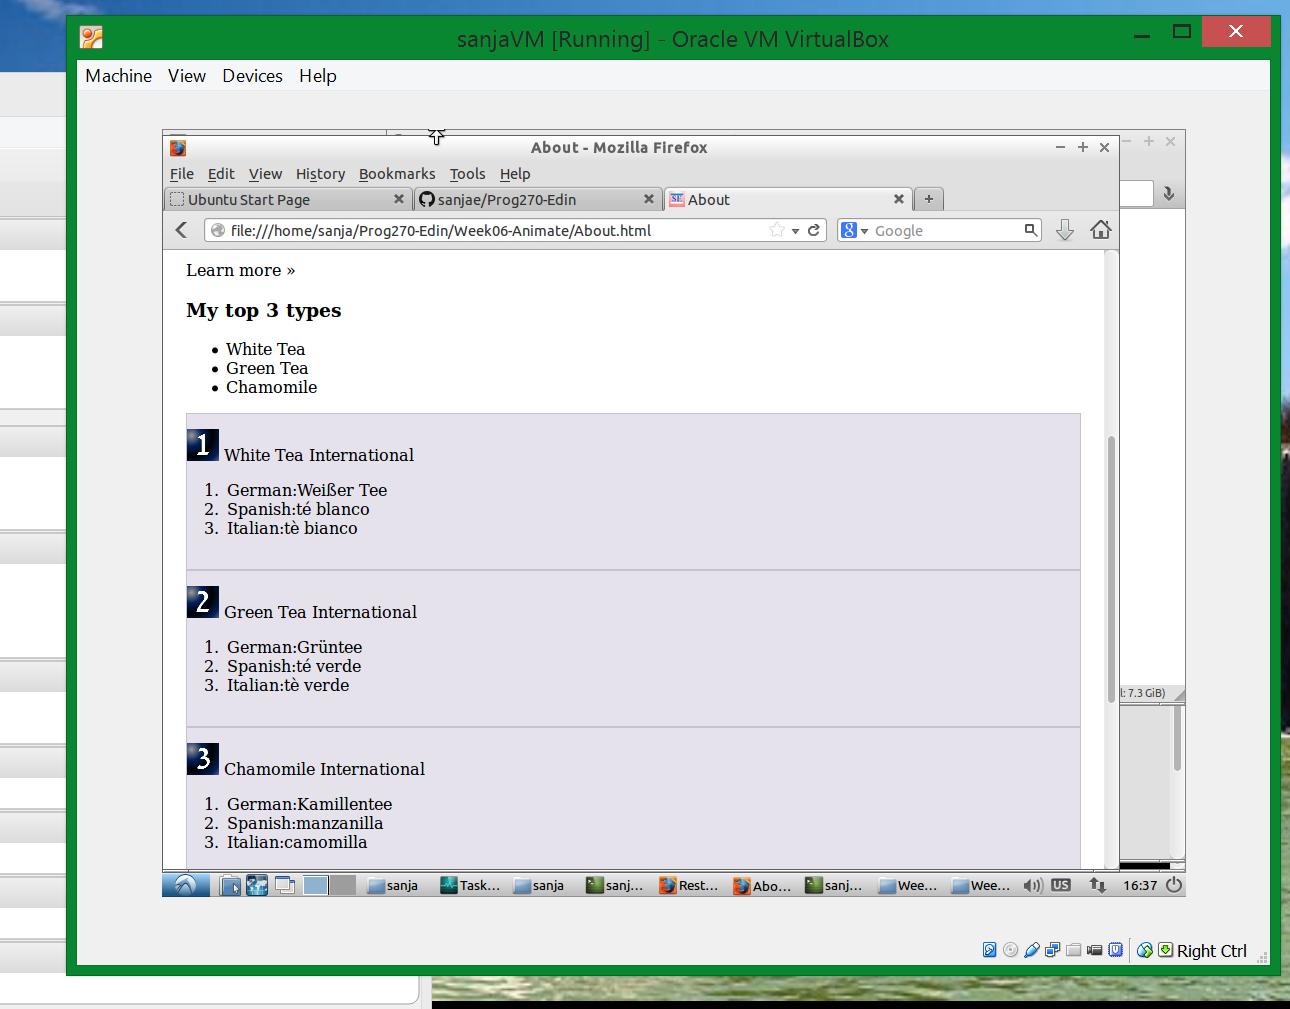 sanjaVM [Running] - Oracle VM VirtualBox
Machine View Devices Help
About - Mozilla Firefox
File Edit View History Bookmarks Tools Help
Ubuntu Start Page
sanjae/Prog270-Edin
SE About
file:///home/sanja/Prog270-Edin/Week06-Animate/About.html
8 Google
Learn more »
My top 3 types
• White Tea
• Green Tea
• Chamomile
1 White Tea International
1. German:Weißer Tee
2. Spanish:té blanco
3. Italian:tè bianco
2 Green Tea International
1. German:Grüntee
2. Spanish:té verde
3. Italian:tè verde
l: 7.3 GiB)
3 Chamomile International
1. German:Kamillentee
2. Spanish:manzanilla
3. Italian:camomilla
sanja Task... sanja sanj... Rest... Abo... sanj... Wee... Wee... US 16:37
Right Ctrl